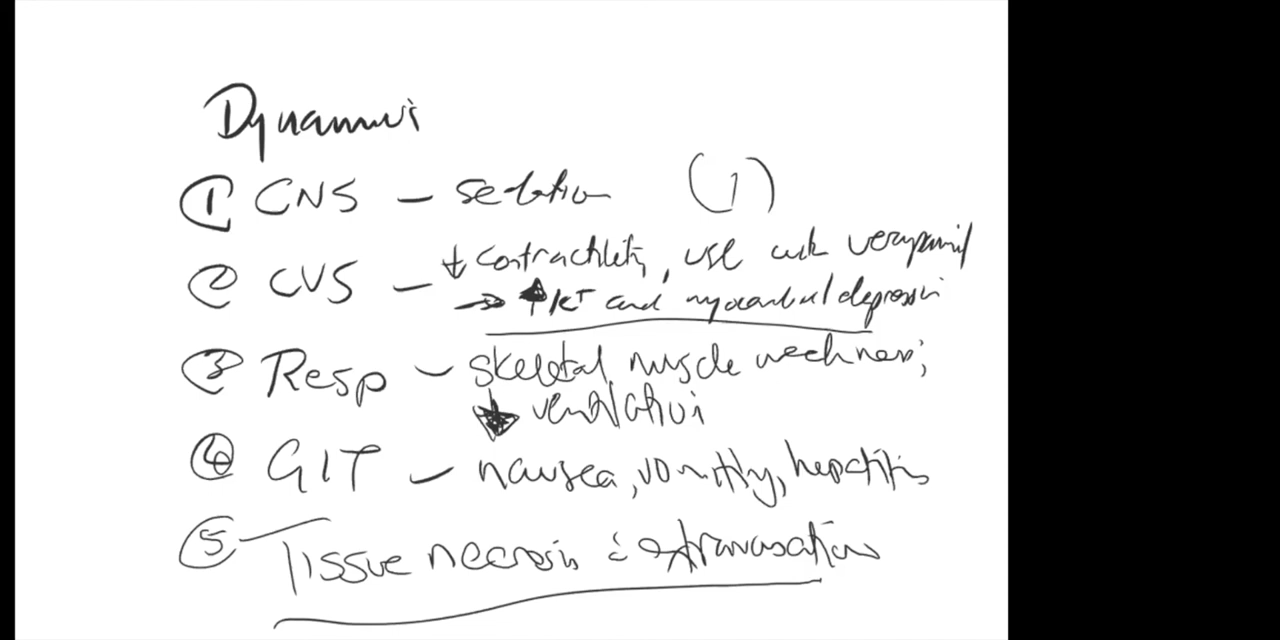 Dynamics
① CNS – sedation (1)
② CVS – ↓ contractility, use with verapamil
→ ↑K+ and myocardial depression
③ Resp – skeletal muscle weakness;
↓ ventilation
④ GIT – nausea, vomiting, hepatitis
⑤ Tissue necrosis c̄ extravasation